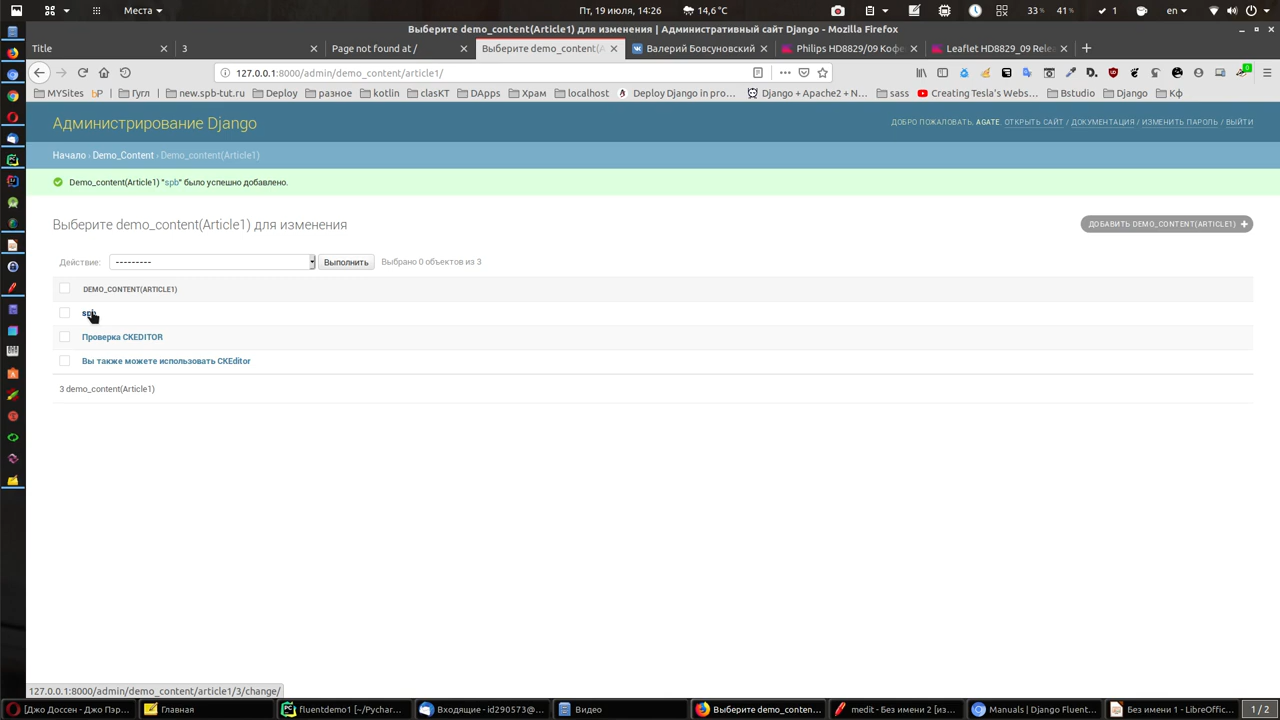 Места
Пт, 19 июля, 14:26
14,6°C
33%
41%
1
en
Выберите demo_content(Article1) для изменения | Административный сайт Django - Mozilla Firefox
Title
3
Page not found at /
Выберите demo_content(A
Валерий Бовсуновский
Philips HD8829/09 Кофе
Leaflet HD8829_09 Rele
127.0.0.1:8000/admin/demo_content/article1/
0
MYSites
bP
Гугл
new.spb-tut.ru
Deploy
разное
kotlin
clasKT
DApps
Храм
localhost
Deploy Django in pro...
Django + Apache2 + N...
sass
Creating Tesla's Webs...
Bstudio
Django
Кф
Администрирование Django
ДОБРО ПОЖАЛОВАТЬ, AGATE. ОТКРЫТЬ САЙТ / ДОКУМЕНТАЦИЯ / ИЗМЕНИТЬ ПАРОЛЬ / ВЫЙТИ
Начало › Demo_Content › Demo_content(Article1)
Demo_content(Article1) "spb" было успешно добавлено.
Выберите demo_content(Article1) для изменения
ДОБАВИТЬ DEMO_CONTENT(ARTICLE1) +
Действие:
---------
Выполнить
Выбрано 0 объектов из 3
DEMO_CONTENT(ARTICLE1)
spb
Проверка CKEDITOR
Вы также можете использовать CKEditor
3 demo_content(Article1)
127.0.0.1:8000/admin/demo_content/article1/3/change/
[Джо Доссен - Джо Пэр...
Главная
fluentdemo1 [~/Pychar...
Входящие - id290573@...
Видео
Выберите demo_conten...
medit - Без имени 2 [из...
Manuals | Django Fluent...
Без имени 1 - LibreOffic...
1/2